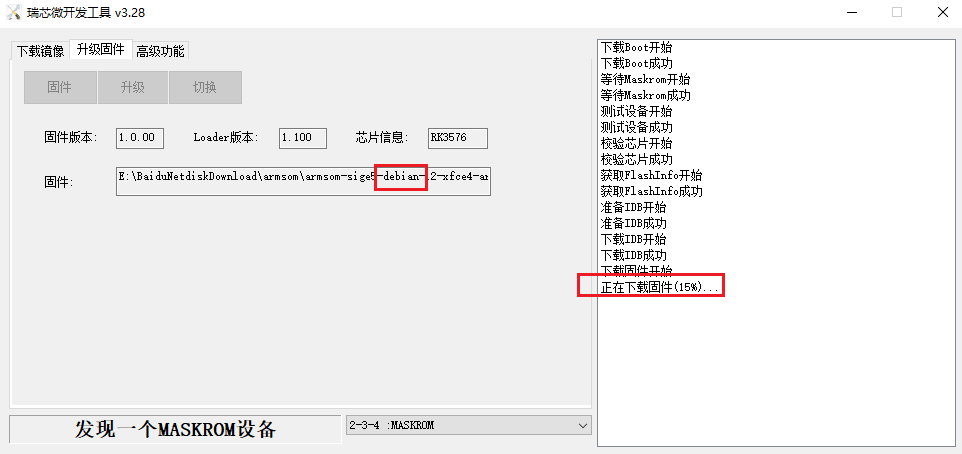 瑞芯微开发工具 v3.28
下载镜像 升级固件 高级功能
固件 升级 切换
固件版本: 1.0.00 Loader版本: 1.100 芯片信息: RK3576
固件: E:\BaiduNetdiskDownload\armsom\armsom-sige5-debian-12-xfce4-ar
发现一个MASKROM设备
2-3-4 :MASKROM
下载Boot开始
下载Boot成功
等待Maskrom开始
等待Maskrom成功
测试设备开始
测试设备成功
校验芯片开始
校验芯片成功
获取FlashInfo开始
获取FlashInfo成功
准备IDB开始
准备IDB成功
下载IDB开始
下载IDB成功
下载固件开始
正在下载固件(15%)...